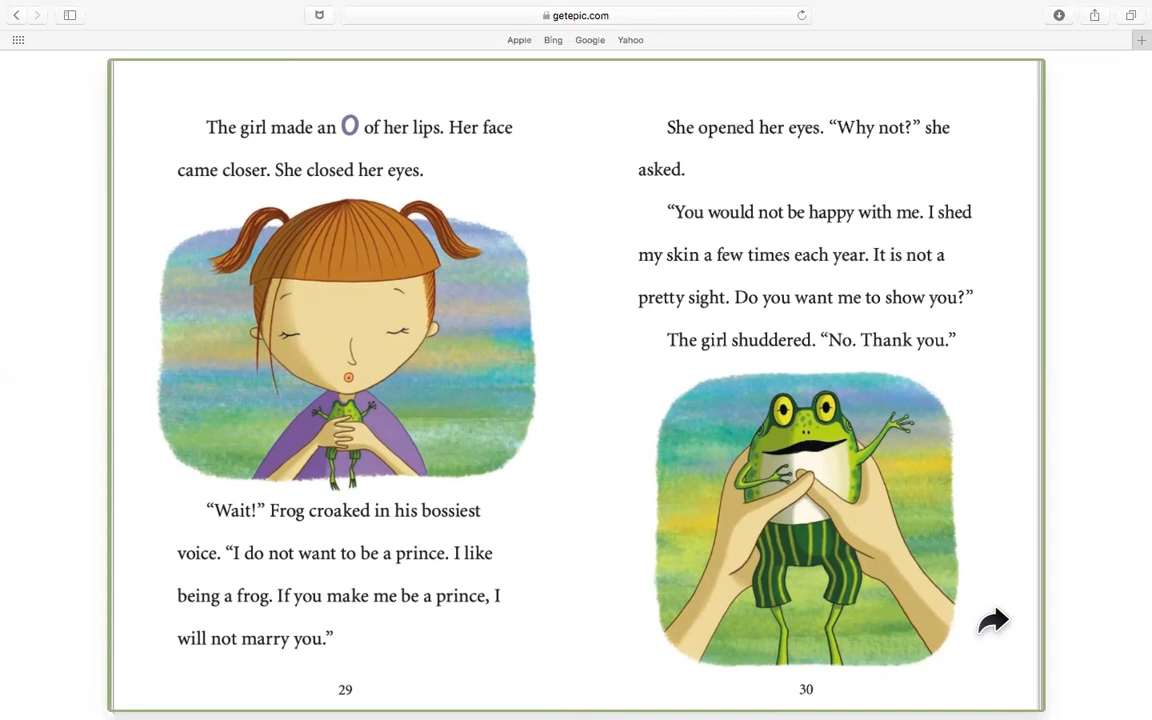 getepic.com
Apple Bing Google Yahoo
The girl made an O of her lips. Her face
came closer. She closed her eyes.
“Wait!” Frog croaked in his bossiest
voice. “I do not want to be a prince. I like
being a frog. If you make me be a prince, I
will not marry you.”
29
She opened her eyes. “Why not?” she
asked.
“You would not be happy with me. I shed
my skin a few times each year. It is not a
pretty sight. Do you want me to show you?”
The girl shuddered. “No. Thank you.”
30